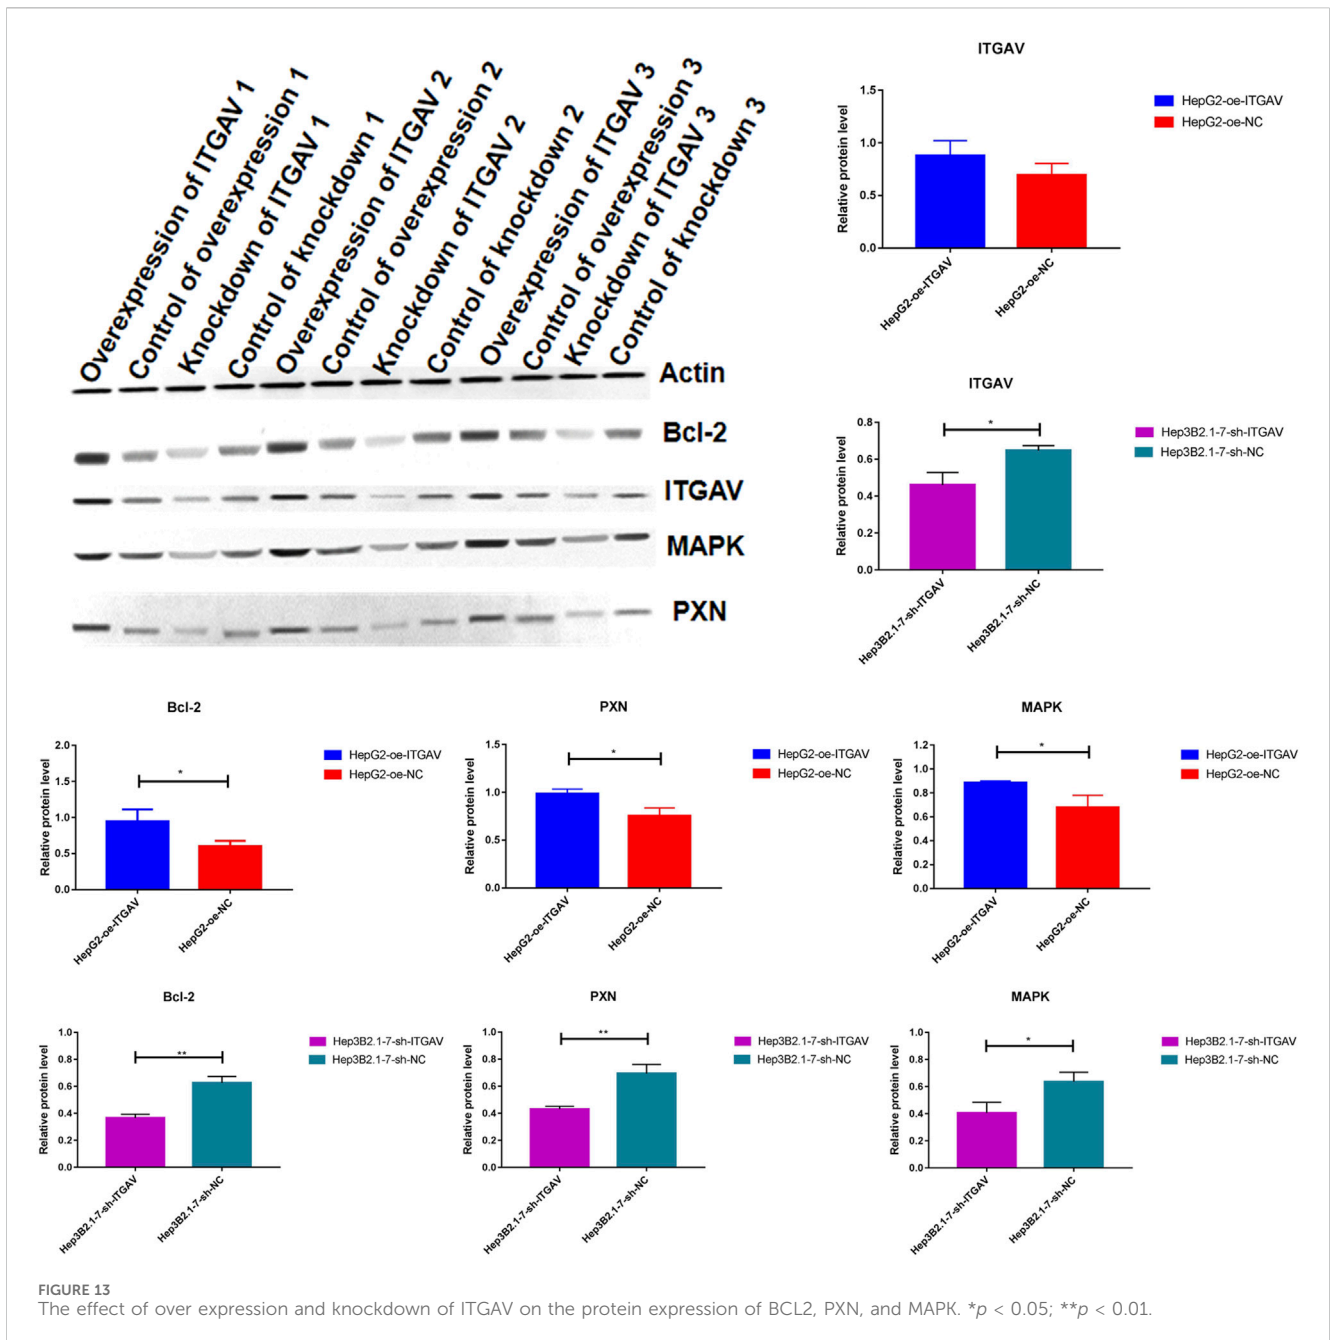 Overexpression of ITGAV 1
Control of overexpression 1
Knockdown of ITGAV 1
Control of knockdown 1
Overexpression of ITGAV 2
Control of overexpression 2
Knockdown of ITGAV 2
Control of knockdown 2
Overexpression of ITGAV 3
Control of overexpression 3
Knockdown of ITGAV 3
Control of knockdown 3
Actin
Bcl-2
ITGAV
MAPK
PXN
ITGAV
Relative protein level
1.5
1.0
0.5
0.0
HepG2-oe-ITGAV
HepG2-oe-NC
HepG2-oe-ITGAV
HepG2-oe-NC
ITGAV
Relative protein level
0.8
0.6
0.4
0.2
0.0
*
Hep3B2.1-7-sh-ITGAV
Hep3B2.1-7-sh-NC
Hep3B2.1-7-sh-ITGAV
Hep3B2.1-7-sh-NC
Bcl-2
Relative protein level
2.0
1.5
1.0
0.5
0.0
*
HepG2-oe-ITGAV
HepG2-oe-NC
HepG2-oe-ITGAV
HepG2-oe-NC
PXN
Relative protein level
1.5
1.0
0.5
0.0
*
HepG2-oe-ITGAV
HepG2-oe-NC
HepG2-oe-ITGAV
HepG2-oe-NC
MAPK
Relative protein level
1.2
1.0
0.8
0.6
0.4
0.2
0.0
*
HepG2-oe-ITGAV
HepG2-oe-NC
HepG2-oe-ITGAV
HepG2-oe-NC
Bcl-2
Relative protein level
1.0
0.8
0.6
0.4
0.2
0.0
**
Hep3B2.1-7-sh-ITGAV
Hep3B2.1-7-sh-NC
Hep3B2.1-7-sh-ITGAV
Hep3B2.1-7-sh-NC
PXN
Relative protein level
1.0
0.8
0.6
0.4
0.2
0.0
**
Hep3B2.1-7-sh-ITGAV
Hep3B2.1-7-sh-NC
Hep3B2.1-7-sh-ITGAV
Hep3B2.1-7-sh-NC
MAPK
Relative protein level
1.0
0.8
0.6
0.4
0.2
0.0
*
Hep3B2.1-7-sh-ITGAV
Hep3B2.1-7-sh-NC
Hep3B2.1-7-sh-ITGAV
Hep3B2.1-7-sh-NC
FIGURE 13
The effect of over expression and knockdown of ITGAV on the protein expression of BCL2, PXN, and MAPK. *p < 0.05; **p < 0.01.